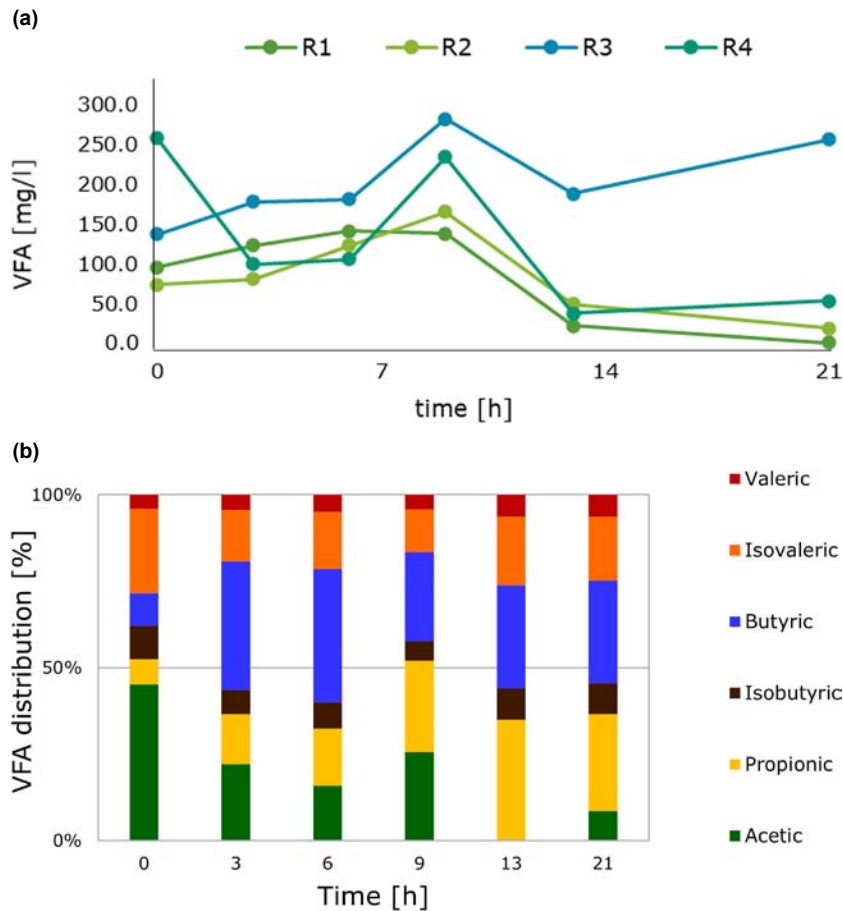 (a)
R1 R2 R3 R4
300.0
250.0
200.0
150.0
100.0
50.0
0.0
VFA [mg/l]
0 7 14 21
time [h]
(b)
100%
50%
0%
VFA distribution [%]
0 3 6 9 13 21
Time [h]
Valeric
Isovaleric
Butyric
Isobutyric
Propionic
Acetic